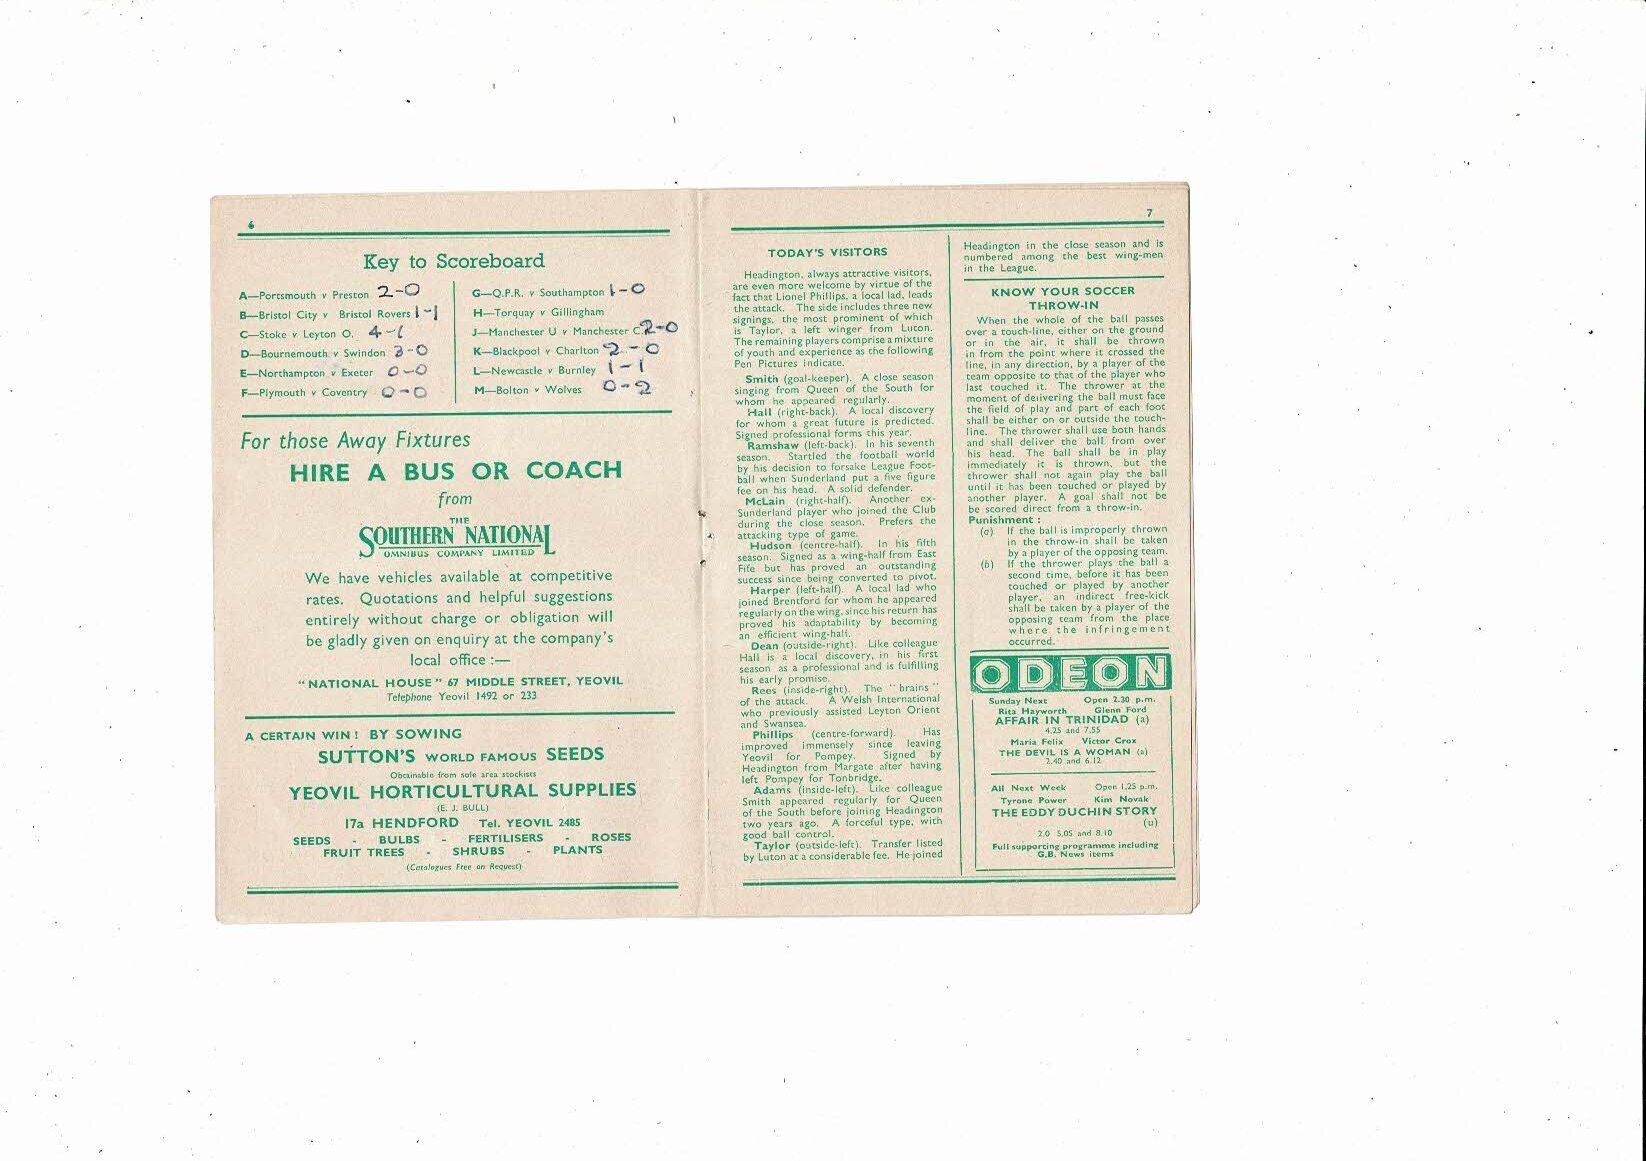 6
Key to Scoreboard
A—Portsmouth v Preston 2-0
B—Bristol City v Bristol Rovers 1-1
C—Stoke v Leyton O. 4-1
D—Bournemouth v Swindon 3-0
E—Northampton v Exeter 0-0
F—Plymouth v Coventry 0-0
G—Q.P.R. v Southampton 1-0
H—Torquay v Gillingham
J—Manchester U v Manchester C. 2-0
K—Blackpool v Charlton 2-0
L—Newcastle v Burnley 1-1
M—Bolton v Wolves 0-2
For those Away Fixtures
HIRE A BUS OR COACH
from
THE
SOUTHERN NATIONAL
OMNIBUS COMPANY LIMITED
We have vehicles available at competitive
rates. Quotations and helpful suggestions
entirely without charge or obligation will
be gladly given on enquiry at the company's
local office :—
"NATIONAL HOUSE" 67 MIDDLE STREET, YEOVIL
Telephone Yeovil 1492 or 233
A CERTAIN WIN ! BY SOWING
SUTTON'S WORLD FAMOUS SEEDS
Obtainable from sole area stockists
YEOVIL HORTICULTURAL SUPPLIES
(E. J. BULL)
17a HENDFORD Tel. YEOVIL 2485
SEEDS - BULBS - FERTILISERS - ROSES
FRUIT TREES - SHRUBS - PLANTS
(Catalogues Free on Request)
7
TODAY'S VISITORS
Headington, always attractive visitors,
are even more welcome by virtue of the
fact that Lionel Phillips, a local lad, leads
the attack. The side includes three new
signings, the most prominent of which
is Taylor, a left winger from Luton.
The remaining players comprise a mixture
of youth and experience as the following
Pen Pictures indicate.
Smith (goal-keeper). A close season
singing from Queen of the South for
whom he appeared regularly.
Hall (right-back). A local discovery
for whom a great future is predicted.
Signed professional forms this year.
Ramshaw (left-back). In his seventh
season. Startled the football world
by his decision to forsake League Foot-
ball when Sunderland put a five figure
fee on his head. A solid defender.
McLain (right-half). Another ex-
Sunderland player who joined the Club
during the close season. Prefers the
attacking type of game.
Hudson (centre-half). In his fifth
season. Signed as a wing-half from East
Fife but has proved an outstanding
success since being converted to pivot.
Harper (left-half). A local lad who
joined Brentford for whom he appeared
regularly on the wing, since his return has
proved his adaptability by becoming
an efficient wing-half.
Dean (outside-right). Like colleague
Hall is a local discovery, in his first
season as a professional and is fulfilling
his early promise.
Rees (inside-right). The "brains"
of the attack. A Welsh International
who previously assisted Leyton Orient
and Swansea.
Phillips (centre-forward). Has
improved immensely since leaving
Yeovil for Pompey. Signed by
Headington from Margate after having
left Pompey for Tonbridge.
Adams (inside-left). Like colleague
Smith appeared regularly for Queen
of the South before joining Headington
two years ago. A forceful type, with
good ball control.
Taylor (outside-left). Transfer listed
by Luton at a considerable fee. He joined
Headington in the close season and is
numbered among the best wing-men
in the League.
KNOW YOUR SOCCER
THROW-IN
When the whole of the ball passes
over a touch-line, either on the ground
or in the air, it shall be thrown
in from the point where it crossed the
line, in any direction, by a player of the
team opposite to that of the player who
last touched it. The thrower at the
moment of delivering the ball must face
the field of play and part of each foot
shall be either on or outside the touch-
line. The thrower shall use both hands
and shall deliver the ball from over
his head. The ball shall be in play
immediately it is thrown, but the
thrower shall not again play the ball
until it has been touched or played by
another player. A goal shall not be
be scored direct from a throw-in.
Punishment :
(a) If the ball is improperly thrown
in the throw-in shall be taken
by a player of the opposing team.
(b) If the thrower plays the ball a
second time, before it has been
touched or played by another
player, an indirect free-kick
shall be taken by a player of the
opposing team from the place
where the infringement
occurred.
ODEON
Sunday Next Open 2.30 p.m.
Rita Hayworth Glenn Ford
AFFAIR IN TRINIDAD (a)
4.25 and 7.55
Maria Felix Victor Crox
THE DEVIL IS A WOMAN (a)
2.40 and 6.12
All Next Week Open 1.25 p.m.
Tyrone Power Kim Novak
THE EDDY DUCHIN STORY
(u)
2.0 5.05 and 8.10
Full supporting programme including
G.B. News items